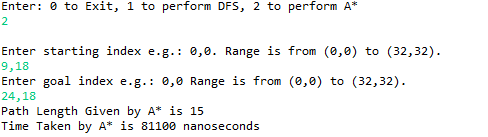 Enter: 0 to Exit, 1 to perform DFS, 2 to perform A*
2
Enter starting index e.g.: 0,0. Range is from (0,0) to (32,32).
9,18
Enter goal index e.g.: 0,0 Range is from (0,0) to (32,32).
24,18
Path Length Given by A* is 15
Time Taken by A* is 81100 nanoseconds